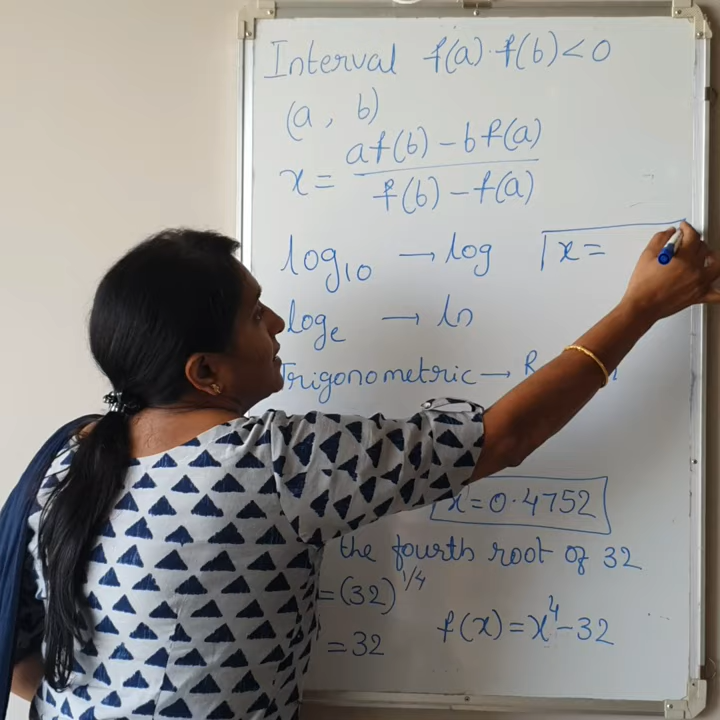 Interval f(a)·f(b)<0
(a, b)
x = af(b) - bf(a) / f(b) - f(a)
log10 → log
x =
loge → ln
Trigonometric → R
x = 0.4752
the fourth root of 32
= (32)^1/4
= 32
f(x) = x^4 - 32